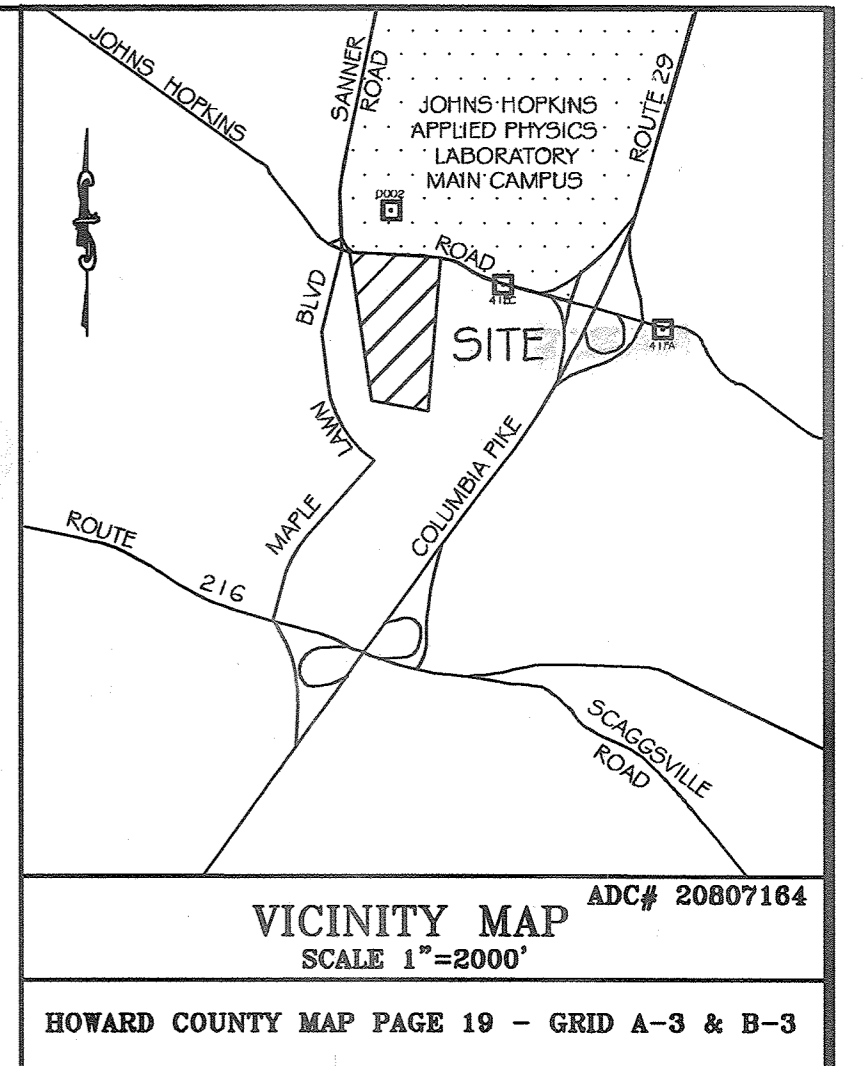 JOHNS HOPKINS
SANNER
ROAD
ROUTE 29
JOHNS HOPKINS
APPLIED PHYSICS
LABORATORY
MAIN CAMPUS
0002
ROAD
41EC
41FA
BLVD
SITE
LAWN
COLUMBIA PIKE
MAPLE
ROUTE
216
SCAGGSVILLE
ROAD
ADC# 20807164
VICINITY MAP
SCALE 1"=2000'
HOWARD COUNTY MAP PAGE 19 - GRID A-3 & B-3